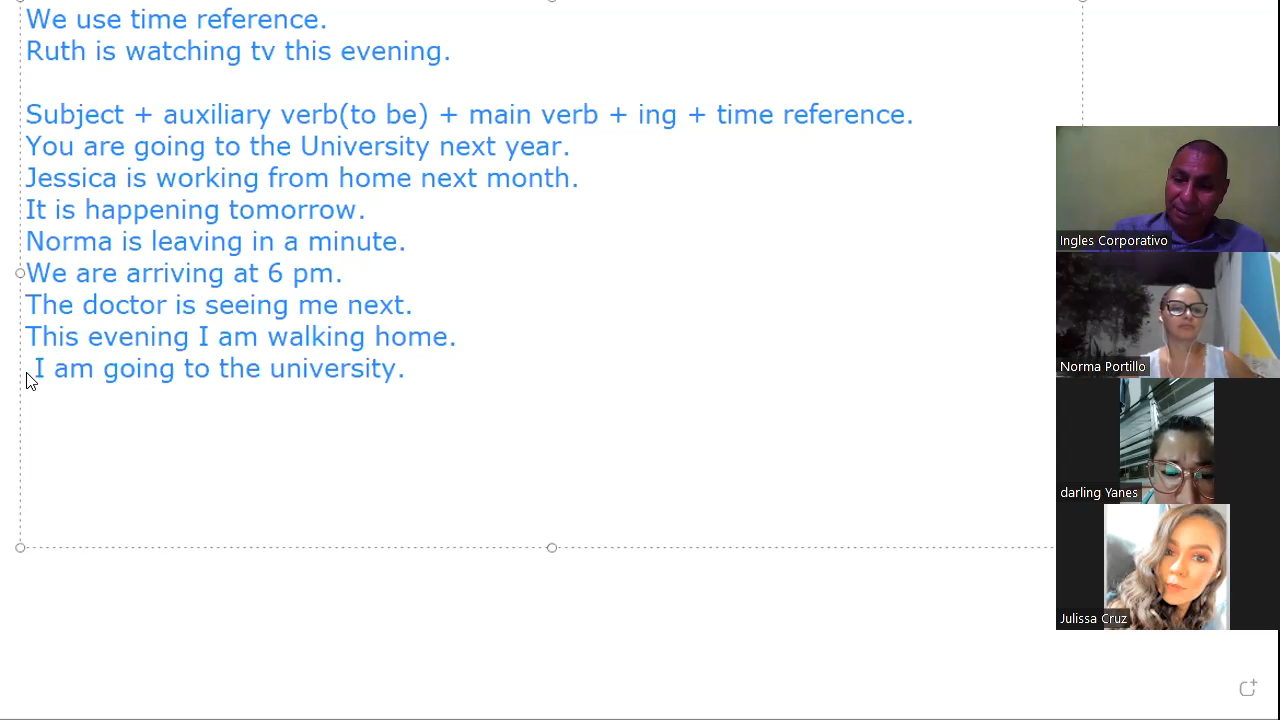 We use time reference.
Ruth is watching tv this evening.
Subject + auxiliary verb(to be) + main verb + ing + time reference.
You are going to the University next year.
Jessica is working from home next month.
It is happening tomorrow.
Norma is leaving in a minute.
We are arriving at 6 pm.
The doctor is seeing me next.
This evening I am walking home.
I am going to the university.
Ingles Corporativo
Norma Portillo
darling Yanes
Julissa Cruz